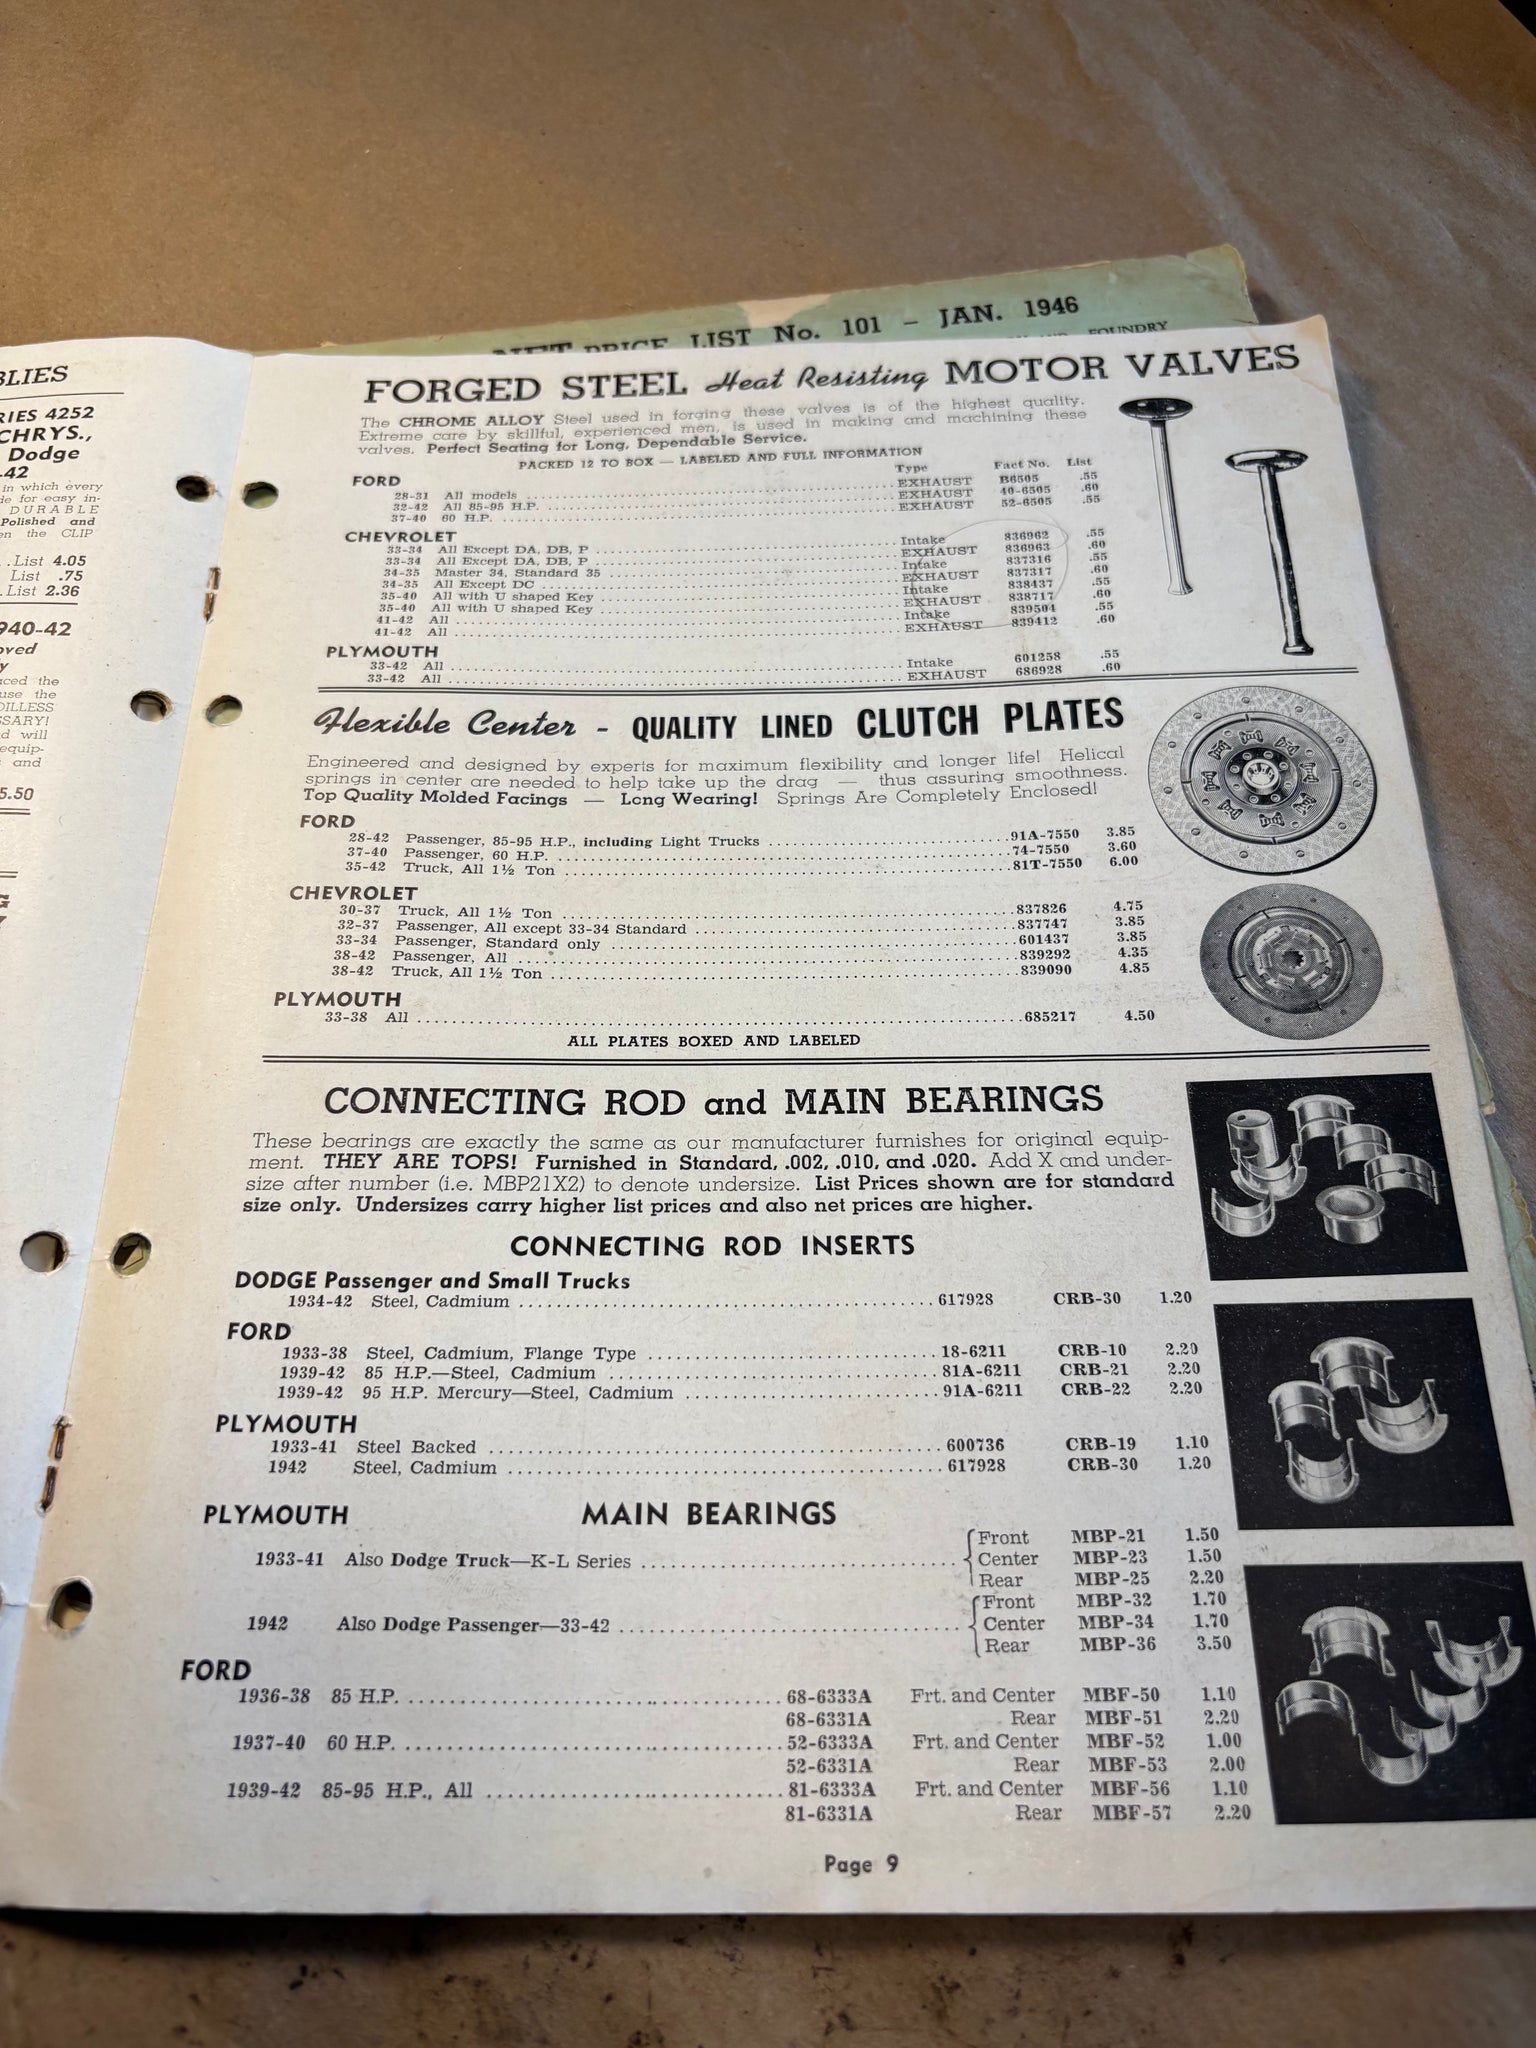 BLIES
RIES 4252
CHRYS.,
Dodge
-42
in which every
de for easy in-
DURABLE
Polished and
en the CLIP
.List 4.05
List .75
.List 2.36
940-42
oved
ly
aced the
use the
DILLESS
SSARY!
d will
equip-
s and
5.50
NET PRICE LIST No. 101 – JAN. 1946
FOUNDRY
FORGED STEEL Heat Resisting MOTOR VALVES
The CHROME ALLOY Steel used in forging these valves is of the highest quality.
Extreme care by skillful, experienced men, is used in making and machining these
valves. Perfect Seating for Long, Dependable Service.
PACKED 12 TO BOX — LABELED AND FULL INFORMATION
Type Fact No. List
FORD
28-31 All models EXHAUST B6505 .55
32-42 All 85-95 H.P. EXHAUST 40-6505 .60
37-40 60 H.P. EXHAUST 52-6505 .55
CHEVROLET
33-34 All Except DA, DB, P Intake 836962 .55
33-34 All Except DA, DB, P EXHAUST 836963 .60
34-35 Master 34, Standard 35 Intake 837316 .55
34-35 All Except DC EXHAUST 837317 .60
35-40 All with U shaped Key Intake 838437 .55
35-40 All with U shaped Key EXHAUST 838717 .60
41-42 All Intake 839504 .55
41-42 All EXHAUST 839412 .60
PLYMOUTH
33-42 All Intake 601258 .55
33-42 All EXHAUST 686928 .60
Flexible Center - QUALITY LINED CLUTCH PLATES
Engineered and designed by experts for maximum flexibility and longer life! Helical
springs in center are needed to help take up the drag — thus assuring smoothness.
Top Quality Molded Facings — Long Wearing! Springs Are Completely Enclosed!
FORD
28-42 Passenger, 85-95 H.P., including Light Trucks 91A-7550 3.85
37-40 Passenger, 60 H.P. 74-7550 3.60
35-42 Truck, All 1½ Ton 81T-7550 6.00
CHEVROLET
30-37 Truck, All 1½ Ton 837826 4.75
32-37 Passenger, All except 33-34 Standard 837747 3.85
33-34 Passenger, Standard only 601437 3.85
38-42 Passenger, All 839292 4.35
38-42 Truck, All 1½ Ton 839090 4.85
PLYMOUTH
33-38 All 685217 4.50
ALL PLATES BOXED AND LABELED
CONNECTING ROD and MAIN BEARINGS
These bearings are exactly the same as our manufacturer furnishes for original equip-
ment. THEY ARE TOPS! Furnished in Standard, .002, .010, and .020. Add X and under-
size after number (i.e. MBP21X2) to denote undersize. List Prices shown are for standard
size only. Undersizes carry higher list prices and also net prices are higher.
CONNECTING ROD INSERTS
DODGE Passenger and Small Trucks
1934-42 Steel, Cadmium 617928 CRB-30 1.20
FORD
1933-38 Steel, Cadmium, Flange Type 18-6211 CRB-10 2.20
1939-42 85 H.P.—Steel, Cadmium 81A-6211 CRB-21 2.20
1939-42 95 H.P. Mercury—Steel, Cadmium 91A-6211 CRB-22 2.20
PLYMOUTH
1933-41 Steel Backed 600736 CRB-19 1.10
1942 Steel, Cadmium 617928 CRB-30 1.20
PLYMOUTH MAIN BEARINGS
Front MBP-21 1.50
1933-41 Also Dodge Truck—K-L Series Center MBP-23 1.50
Rear MBP-25 2.20
Front MBP-32 1.70
1942 Also Dodge Passenger—33-42 Center MBP-34 1.70
Rear MBP-36 3.50
FORD
1936-38 85 H.P. 68-6333A Frt. and Center MBF-50 1.10
68-6331A Rear MBF-51 2.20
1937-40 60 H.P. 52-6333A Frt. and Center MBF-52 1.00
52-6331A Rear MBF-53 2.00
1939-42 85-95 H.P., All 81-6333A Frt. and Center MBF-56 1.10
81-6331A Rear MBF-57 2.20
Page 9